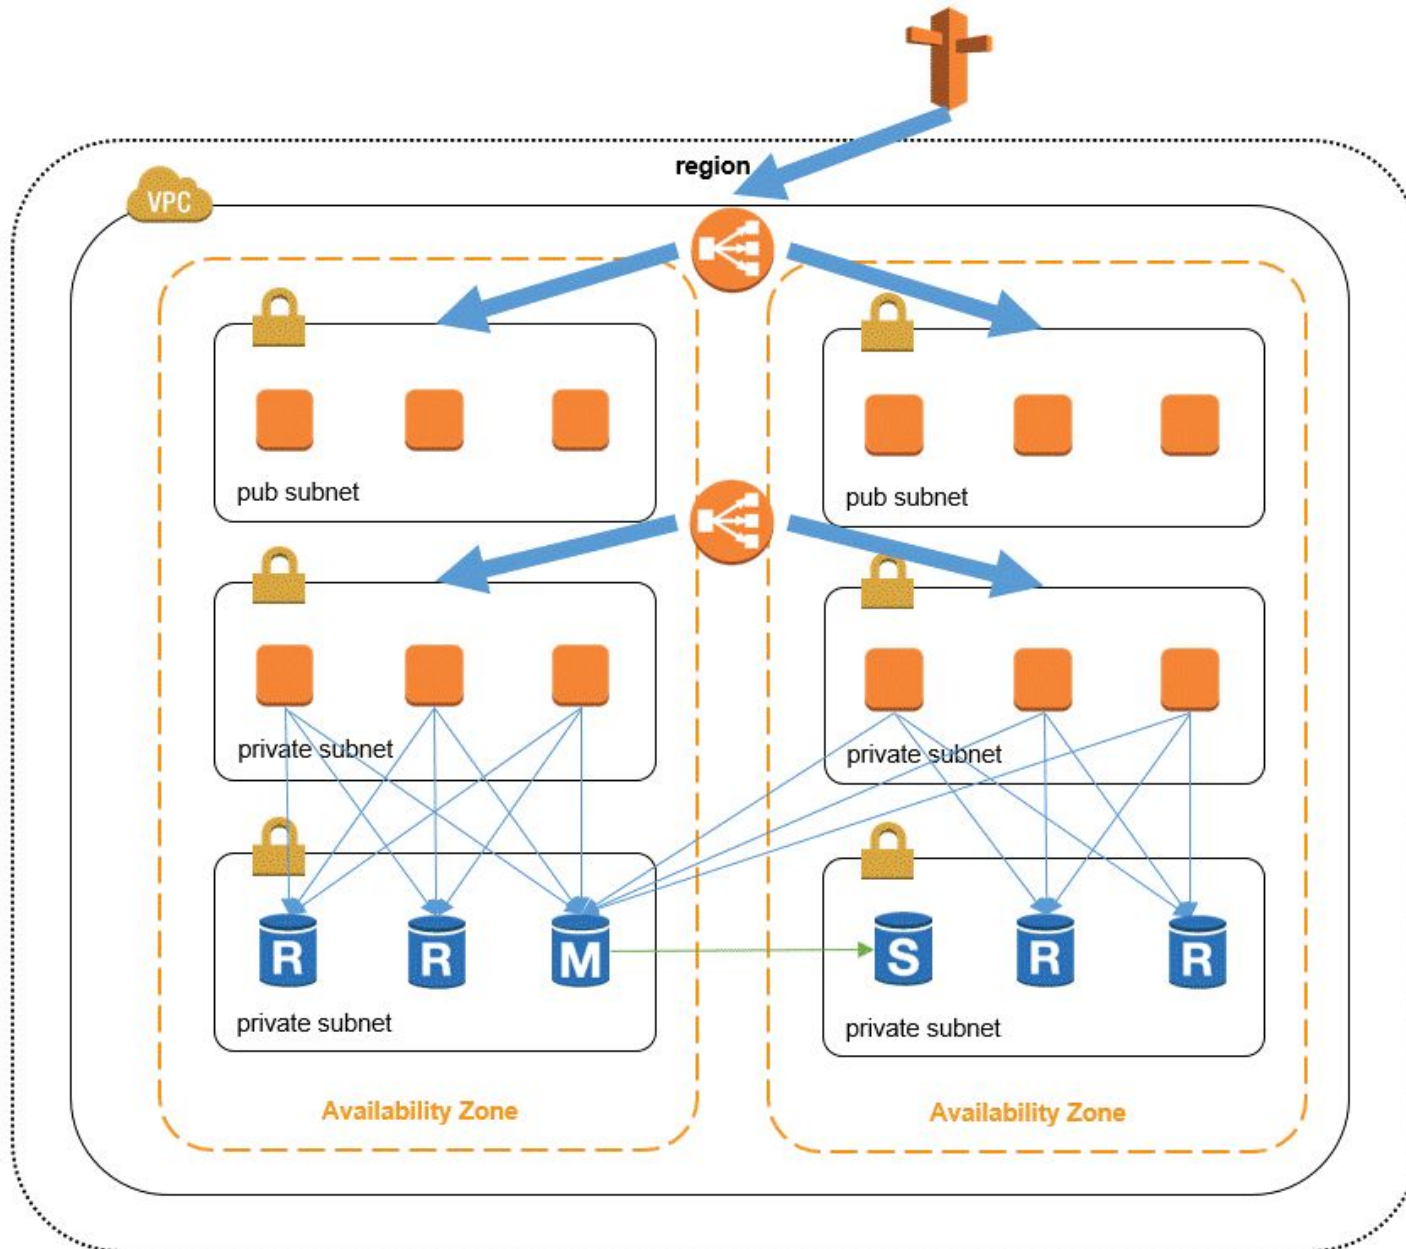 region
VPC
pub subnet
pub subnet
private subnet
private subnet
R
R
M
S
R
R
private subnet
private subnet
Availability Zone
Availability Zone